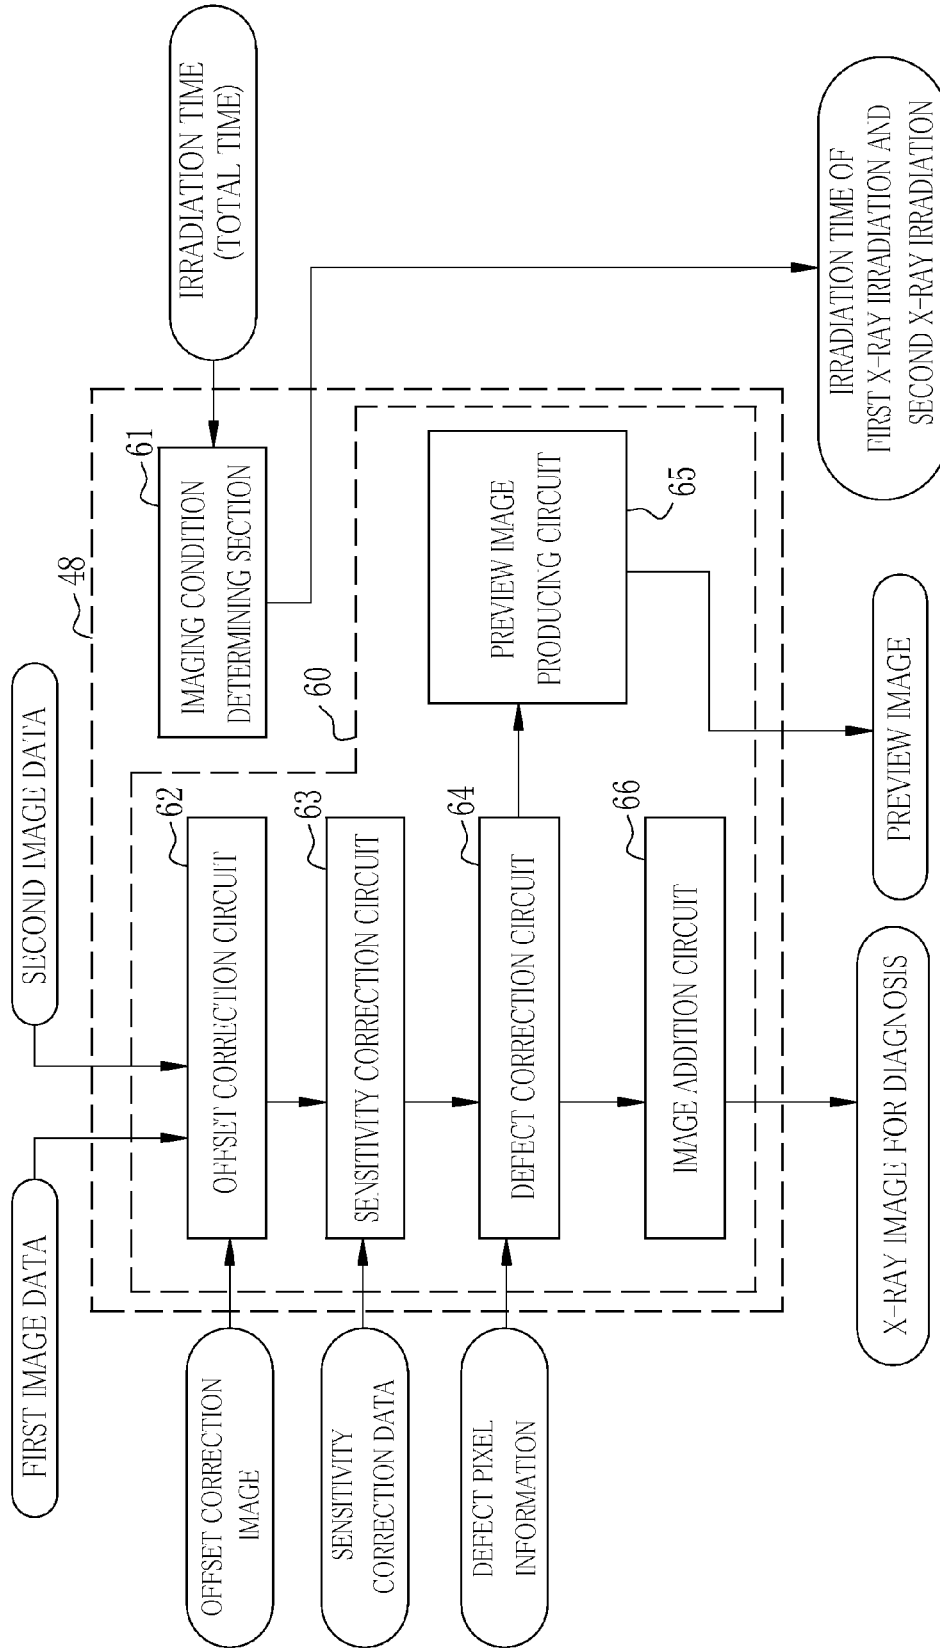 FIRST IMAGE DATA
SECOND IMAGE DATA
48
IRRADIATION TIME
(TOTAL TIME)
OFFSET CORRECTION
IMAGE
OFFSET CORRECTION CIRCUIT
62
IMAGING CONDITION
DETERMINING SECTION
61
60
SENSITIVITY
CORRECTION DATA
SENSITIVITY CORRECTION CIRCUIT
63
DEFECT PIXEL
INFORMATION
DEFECT CORRECTION CIRCUIT
64
PREVIEW IMAGE
PRODUCING CIRCUIT
65
IMAGE ADDITION CIRCUIT
66
X-RAY IMAGE FOR DIAGNOSIS
PREVIEW IMAGE
IRRADIATION TIME OF
FIRST X-RAY IRRADIATION AND
SECOND X-RAY IRRADIATION